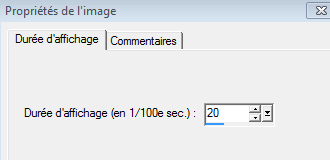 Propriétés de l'image
Durée d'affichage
Commentaires
Durée d'affichage (en 1/100e sec.) : 20